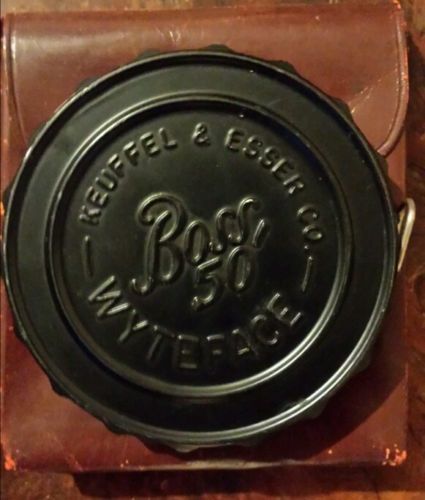 KEUFFEL & ESSER CO.
Boss
50
WYTEFACE